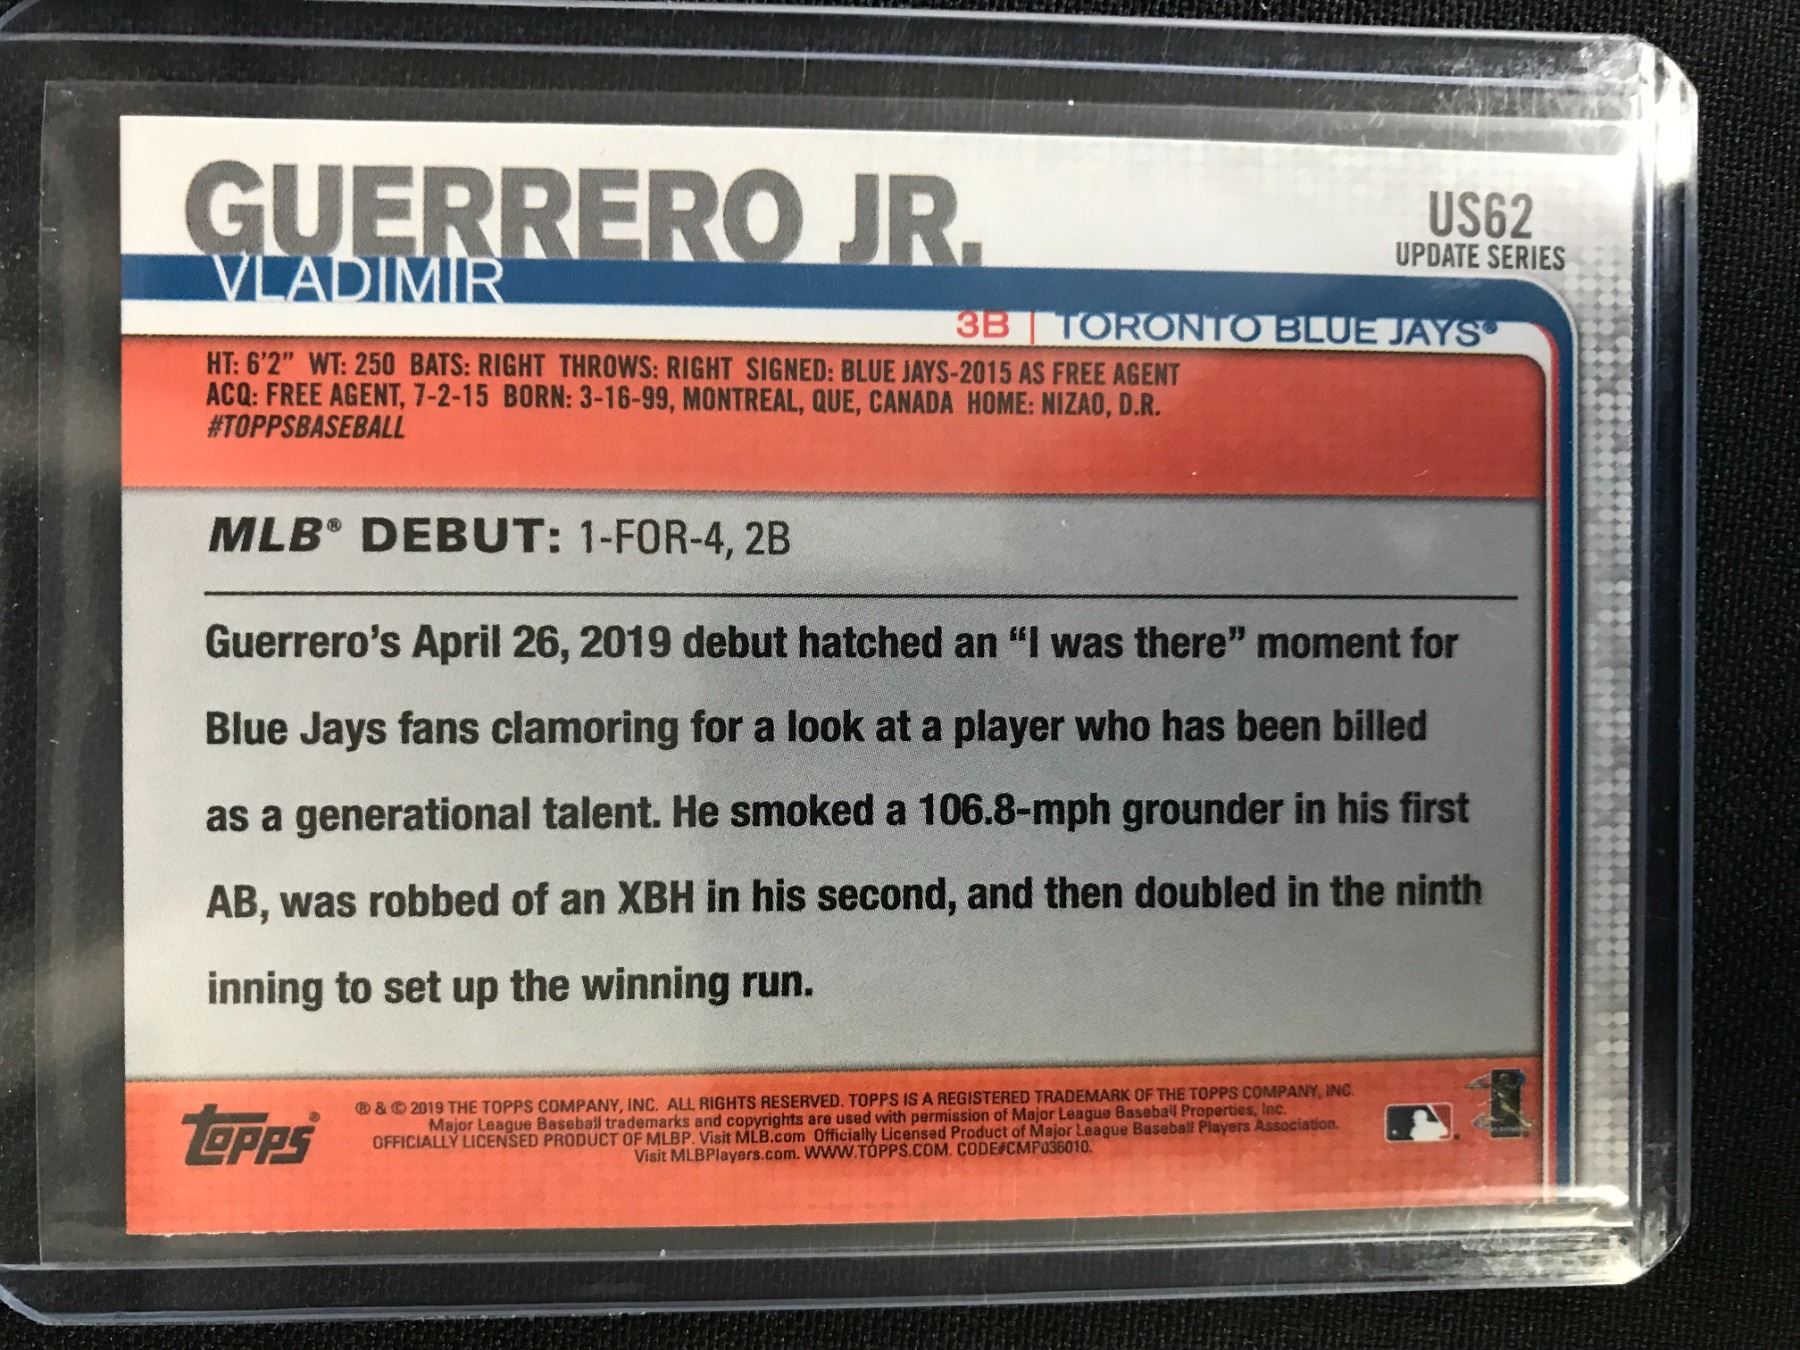 GUERRERO JR.
VLADIMIR
US62
UPDATE SERIES
3B | TORONTO BLUE JAYS®
HT: 6'2" WT: 250 BATS: RIGHT THROWS: RIGHT SIGNED: BLUE JAYS-2015 AS FREE AGENT
ACQ: FREE AGENT, 7-2-15 BORN: 3-16-99, MONTREAL, QUE, CANADA HOME: NIZAO, D.R.
#TOPPSBASEBALL
MLB® DEBUT: 1-FOR-4, 2B
Guerrero’s April 26, 2019 debut hatched an “I was there” moment for
Blue Jays fans clamoring for a look at a player who has been billed
as a generational talent. He smoked a 106.8-mph grounder in his first
AB, was robbed of an XBH in his second, and then doubled in the ninth
inning to set up the winning run.
TOPPS®
® & © 2019 THE TOPPS COMPANY, INC. ALL RIGHTS RESERVED. TOPPS IS A REGISTERED TRADEMARK OF THE TOPPS COMPANY, INC.
Major League Baseball trademarks and copyrights are used with permission of Major League Baseball Properties, Inc.
OFFICIALLY LICENSED PRODUCT OF MLBP. Visit MLB.com Officially Licensed Product of Major League Baseball Players Association.
Visit MLBPlayers.com. WWW.TOPPS.COM. CODE#CMP036010.